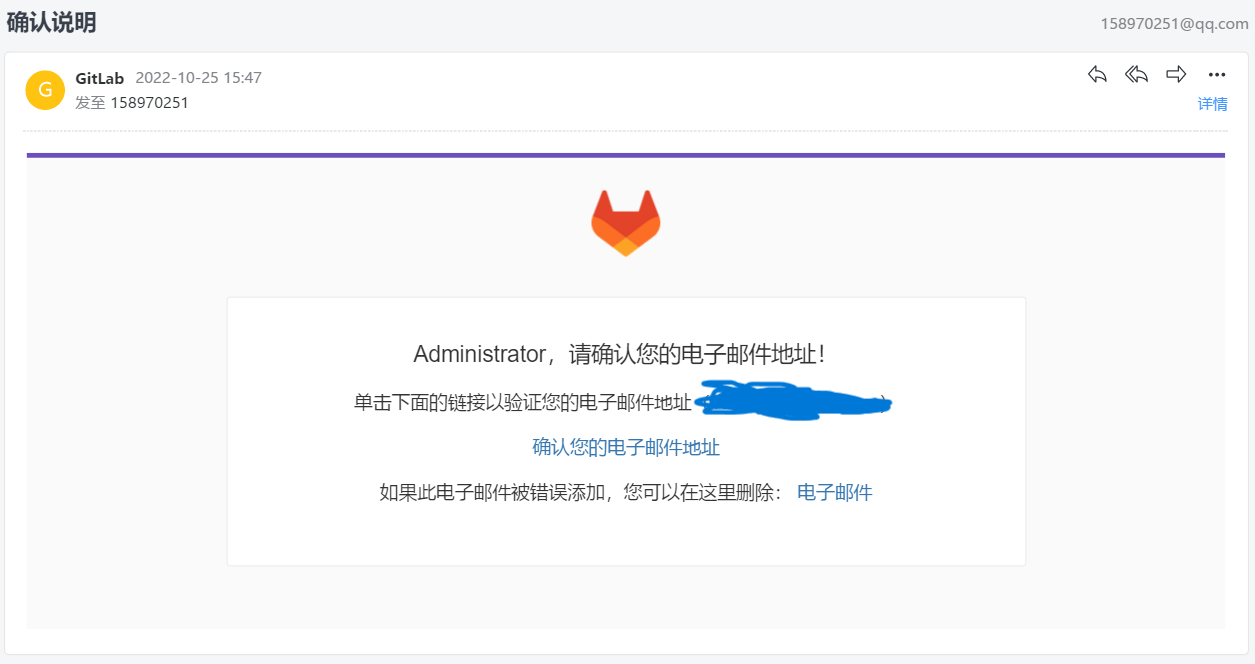 确认说明
158970251@qq.com
G
GitLab 2022-10-25 15:47
发至 158970251
详情
Administrator，请确认您的电子邮件地址！
单击下面的链接以验证您的电子邮件地址
确认您的电子邮件地址
如果此电子邮件被错误添加，您可以在这里删除： 电子邮件